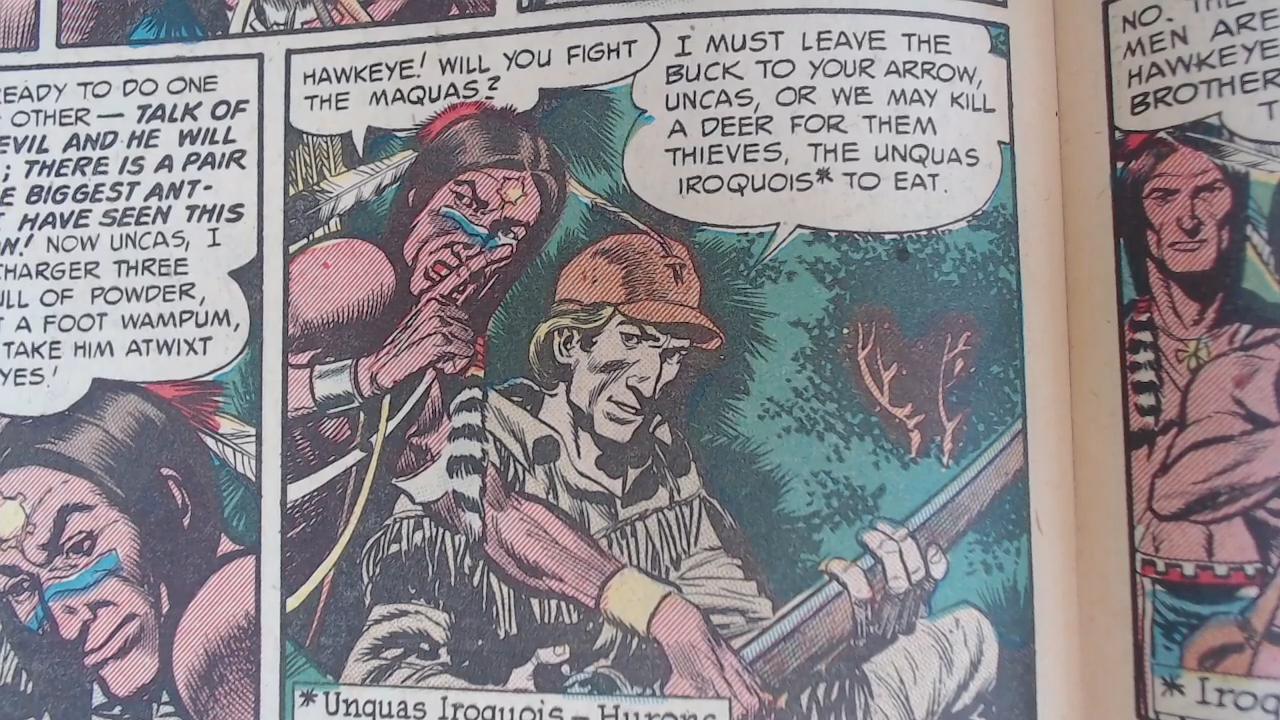 READY TO DO ONE
OTHER — TALK OF
EVIL AND HE WILL
; THERE IS A PAIR
BIGGEST ANT-
HAVE SEEN THIS
NOW UNCAS, I
CHARGER THREE
OF POWDER,
A FOOT WAMPUM,
TAKE HIM ATWIXT
YES!
HAWKEYE! WILL YOU FIGHT
THE MAQUAS?
I MUST LEAVE THE
BUCK TO YOUR ARROW,
UNCAS, OR WE MAY KILL
A DEER FOR THEM
THIEVES, THE UNQUAS
IROQUOIS* TO EAT.
*Unquas Iroquois – Hurons
NO. THE
MEN ARE
HAWKEYE
BROTHER
* Iroq